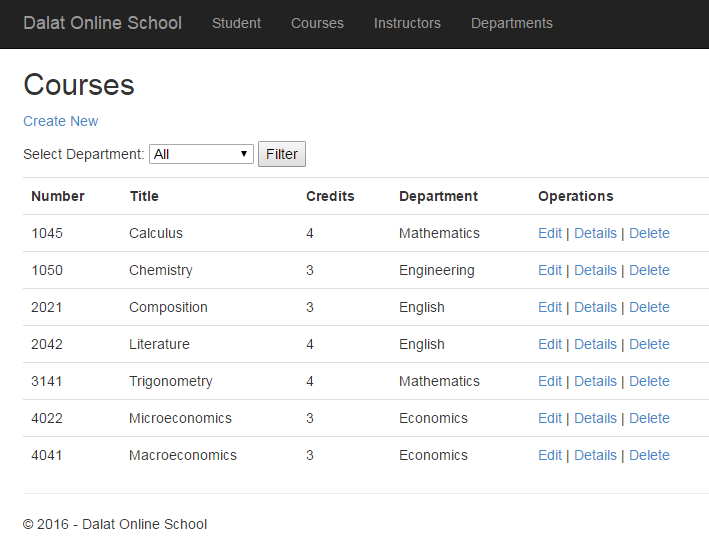 Dalat Online School Student Courses Instructors Departments
Courses
Create New
Select Department: All Filter
Number Title Credits Department Operations
1045 Calculus 4 Mathematics Edit | Details | Delete
1050 Chemistry 3 Engineering Edit | Details | Delete
2021 Composition 3 English Edit | Details | Delete
2042 Literature 4 English Edit | Details | Delete
3141 Trigonometry 4 Mathematics Edit | Details | Delete
4022 Microeconomics 3 Economics Edit | Details | Delete
4041 Macroeconomics 3 Economics Edit | Details | Delete
© 2016 - Dalat Online School